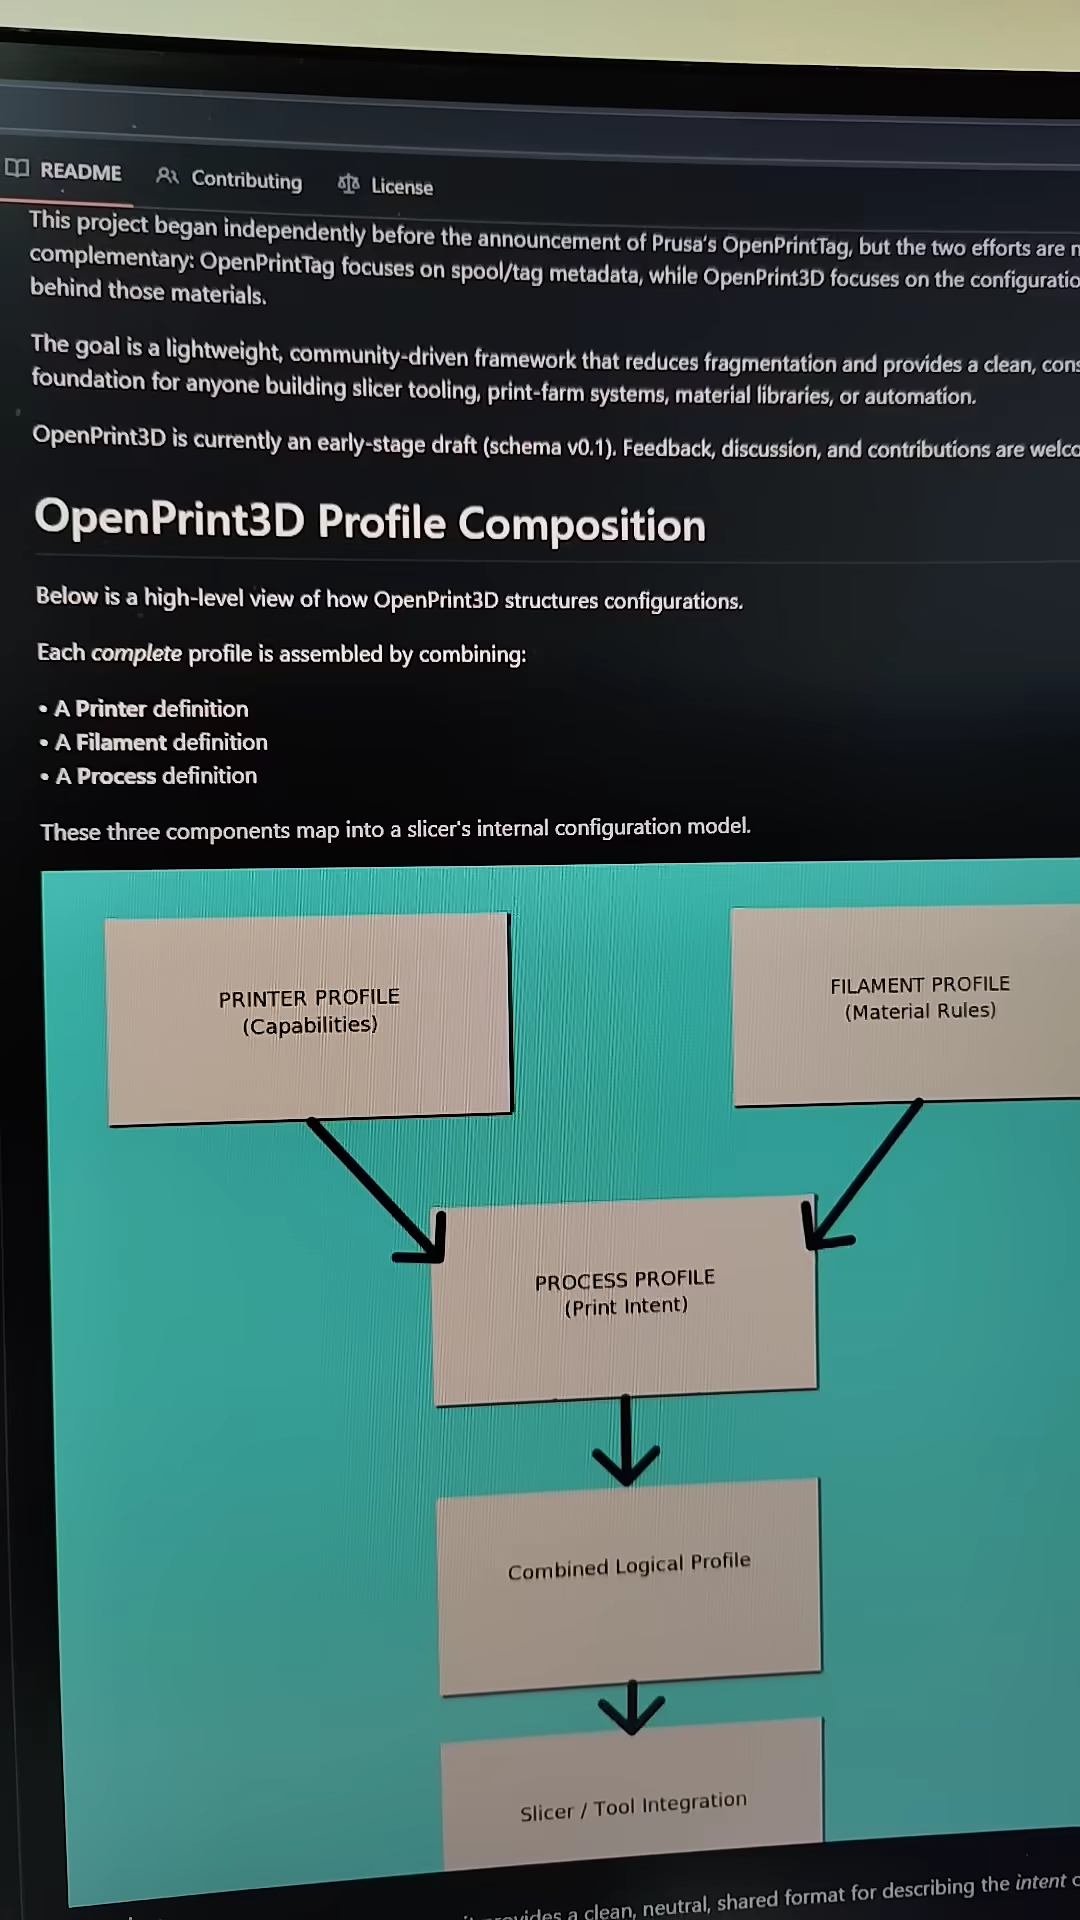 README Contributing License
This project began independently before the announcement of Prusa's OpenPrintTag, but the two efforts are
complementary: OpenPrintTag focuses on spool/tag metadata, while OpenPrint3D focuses on the
behind those materials.
The goal is a lightweight, community-driven framework that reduces fragmentation and provides a clean,
foundation for anyone building slicer tooling, print-farm systems, material libraries, or automation.
OpenPrint3D is currently an early-stage draft (schema v0.1). Feedback, discussion, and contributions are
OpenPrint3D Profile Composition
Below is a high-level view of how OpenPrint3D structures configurations.
Each complete profile is assembled by combining:
• A Printer definition
• A Filament definition
• A Process definition
These three components map into a slicer's internal configuration model.
PRINTER PROFILE
(Capabilities)
FILAMENT PROFILE
(Material Rules)
PROCESS PROFILE
(Print Intent)
Combined Logical Profile
Slicer / Tool Integration
a clean, neutral, shared format for describing the intent